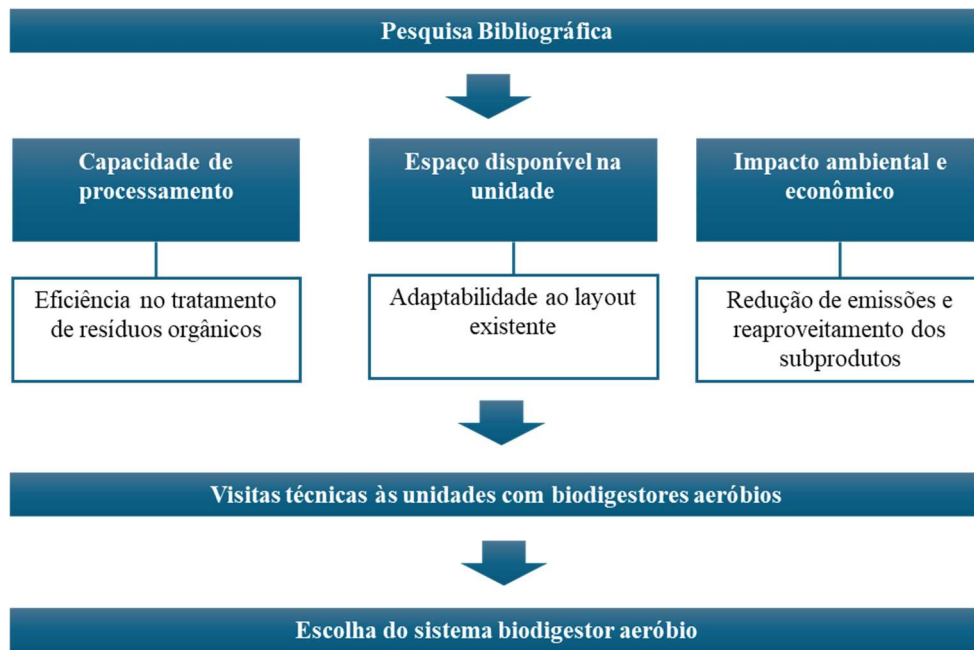 Pesquisa Bibliográfica
Capacidade de
processamento
Eficiência no tratamento
de resíduos orgânicos
Espaço disponível na
unidade
Adaptabilidade ao layout
existente
Impacto ambiental e
econômico
Redução de emissões e
reaproveitamento dos
subprodutos
Visitas técnicas às unidades com biodigestores aeróbios
Escolha do sistema biodigestor aeróbio